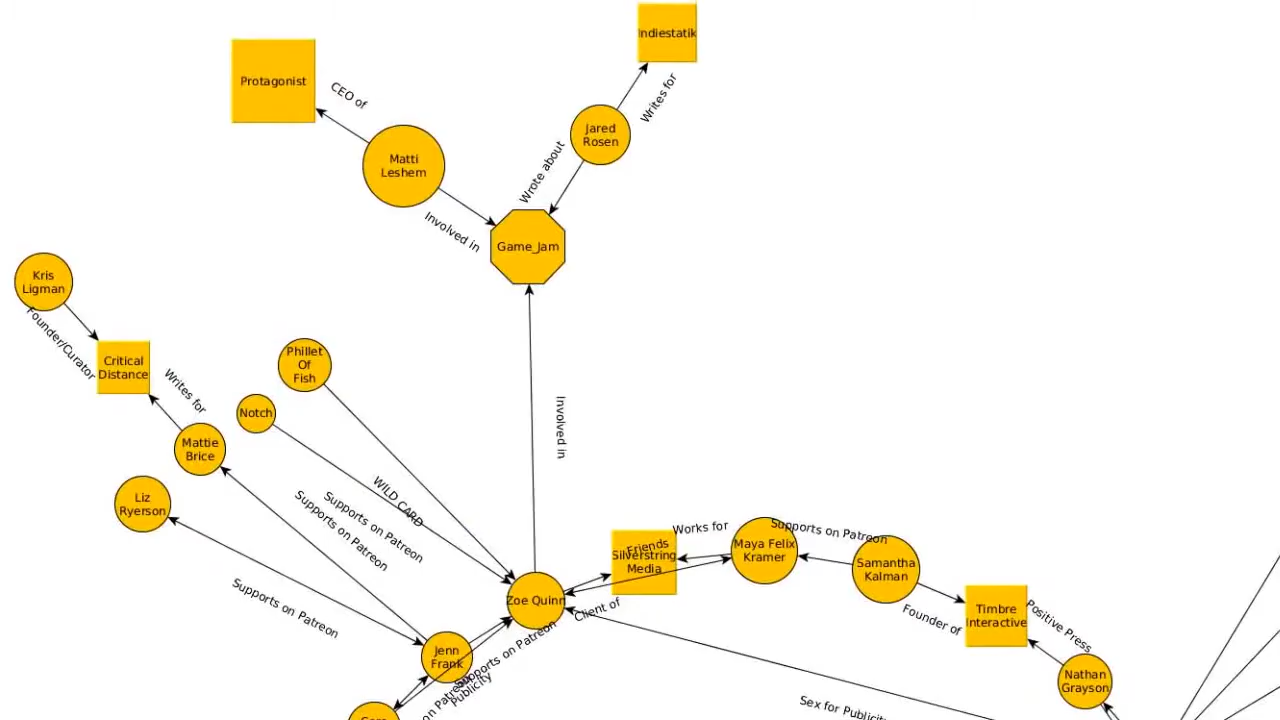 Indiestatik
Protagonist
CEO of
Writes for
Jared
Rosen
Matti
Leshem
Wrote about
Involved in
Game_Jam
Kris
Ligman
Founder/Curator
Critical
Distance
Writes for
Phillet
Of
Fish
Notch
Mattie
Brice
Involved in
Liz
Ryerson
WILD CARD
Supports on Patreon
Supports on Patreon
Works for
Supports on Patreon
Friends
Silverstring
Media
Maya Felix
Kramer
Samantha
Kalman
Zoe Quinn
Client of
Supports on Patreon
Founder of
Timbre
Interactive
Positive Press
Jenn
Frank
Supports on Patreon
Publicity
on Patreon
Nathan
Grayson
Sex for Publicity